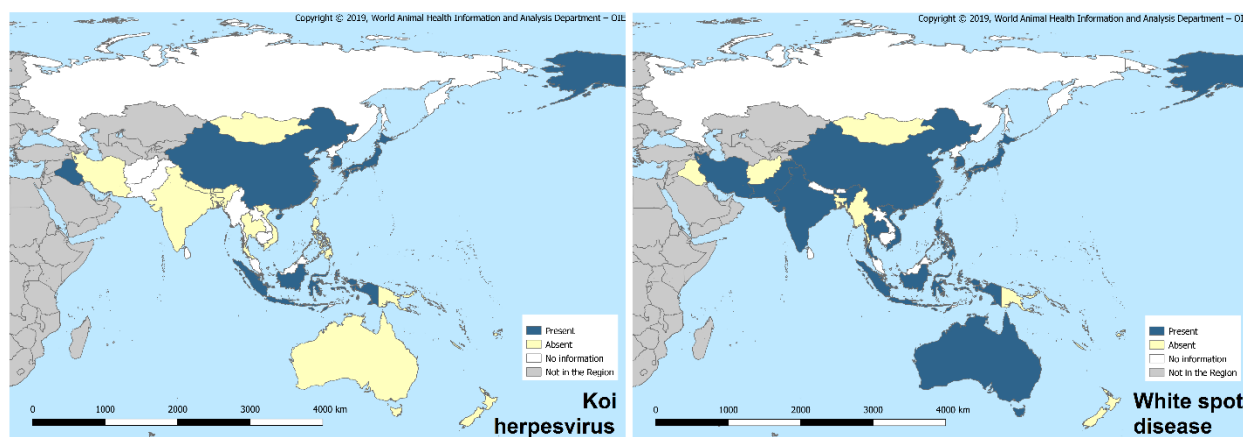 Copyright © 2019, World Animal Health Information and Analysis Department – OIE
Present
Absent
No information
Not in the Region
0 1000 2000 3000 4000 km
Koi
herpesvirus
Copyright © 2019, World Animal Health Information and Analysis Department – OIE
Present
Absent
No information
Not in the Region
0 1000 2000 3000 4000 km
White spot
disease